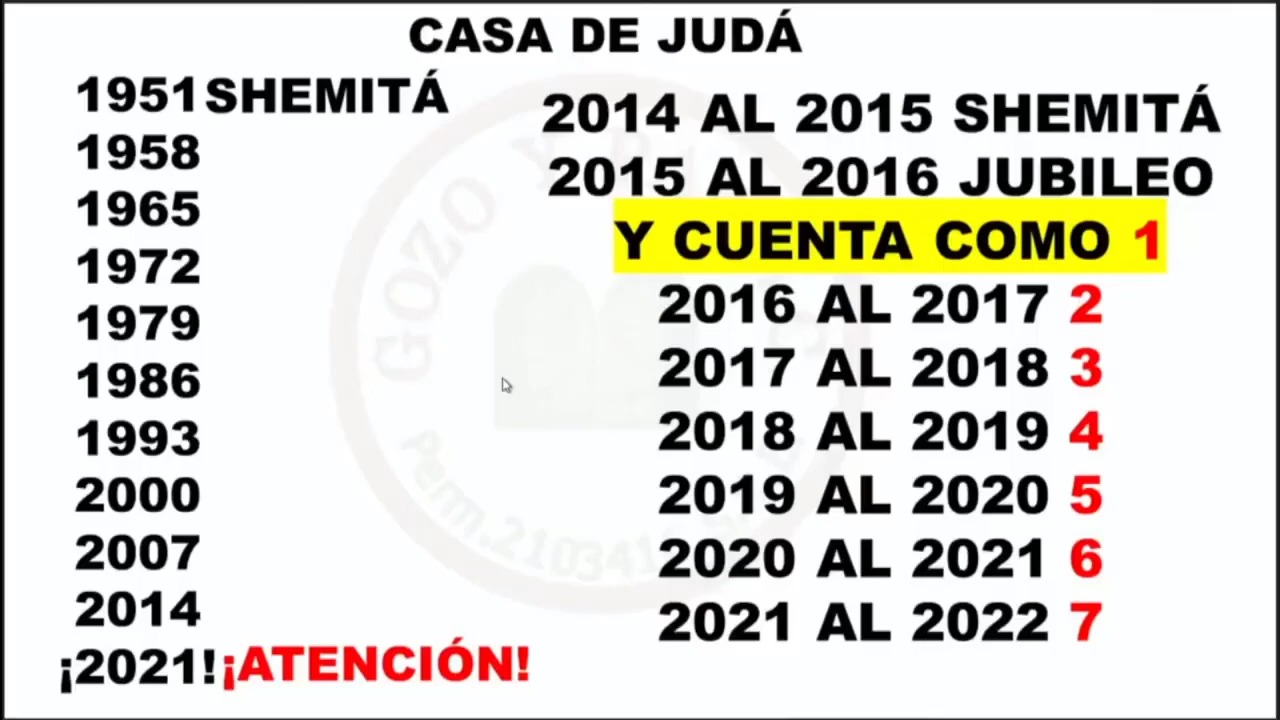 CASA DE JUDÁ
1951 SHEMITÁ
1958
1965
1972
1979
1986
1993
2000
2007
2014
¡2021! ¡ATENCIÓN!
2014 AL 2015 SHEMITÁ
2015 AL 2016 JUBILEO
Y CUENTA COMO 1
2016 AL 2017 2
2017 AL 2018 3
2018 AL 2019 4
2019 AL 2020 5
2020 AL 2021 6
2021 AL 2022 7
GOZO Y